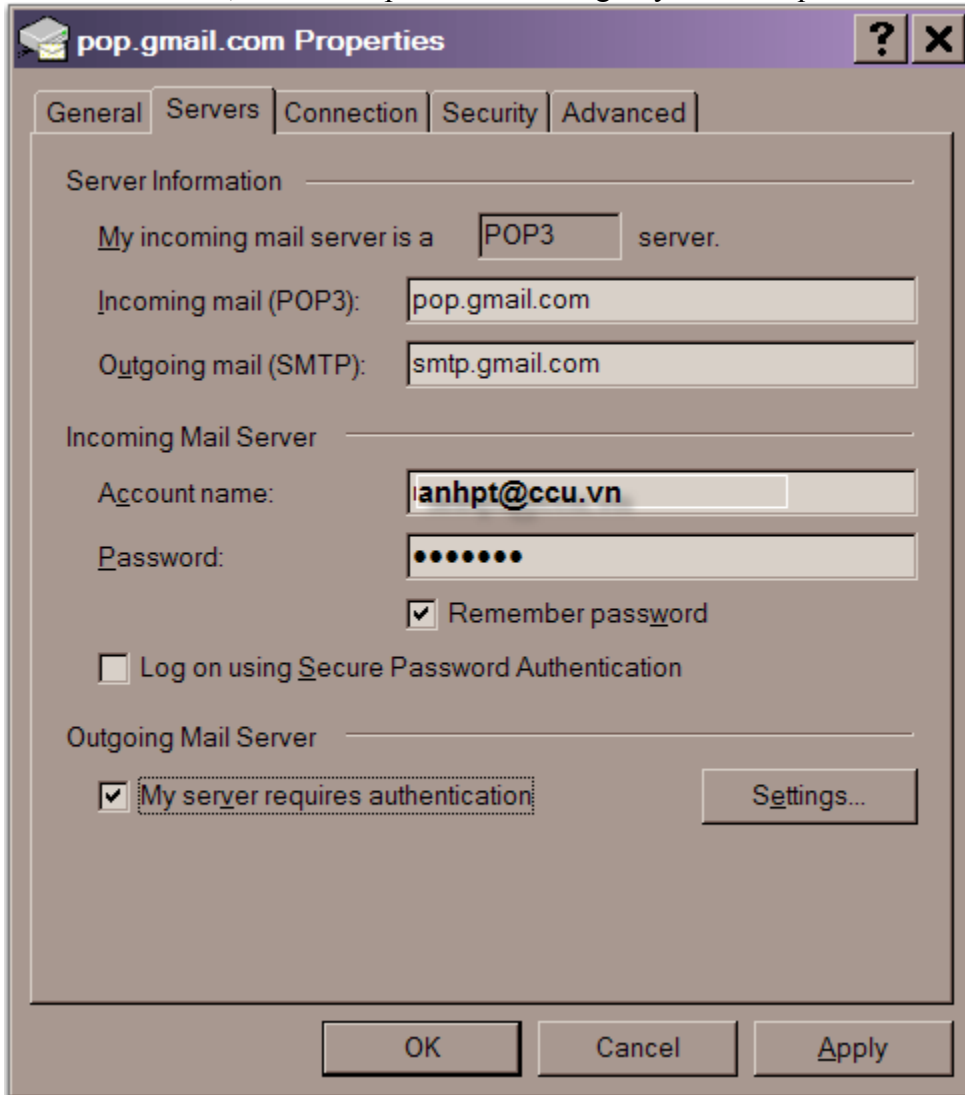 pop.gmail.com Properties
General Servers Connection Security Advanced
Server Information
My incoming mail server is a POP3 server.
Incoming mail (POP3): pop.gmail.com
Outgoing mail (SMTP): smtp.gmail.com
Incoming Mail Server
Account name: anhpt@ccu.vn
Password: •••••••
Remember password
Log on using Secure Password Authentication
Outgoing Mail Server
My server requires authentication Settings...
OK Cancel Apply